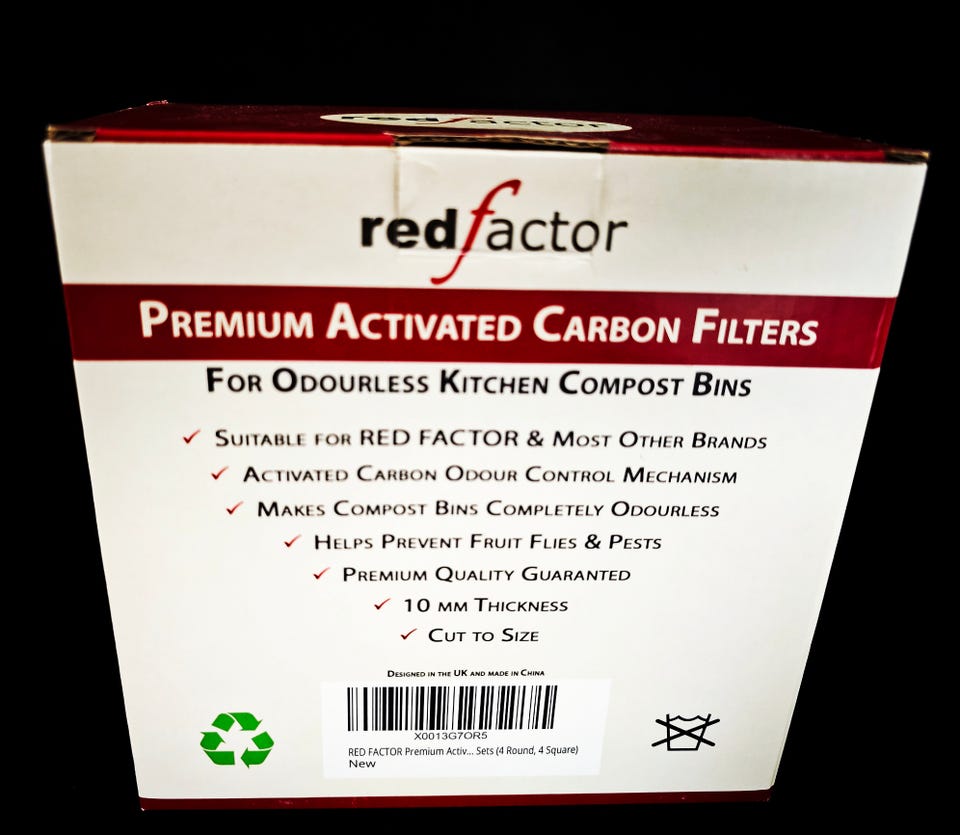 redfactor
redfactor
PREMIUM ACTIVATED CARBON FILTERS
FOR ODOURLESS KITCHEN COMPOST BINS
✓ SUITABLE FOR RED FACTOR & MOST OTHER BRANDS
✓ ACTIVATED CARBON ODOUR CONTROL MECHANISM
✓ MAKES COMPOST BINS COMPLETELY ODOURLESS
✓ HELPS PREVENT FRUIT FLIES & PESTS
✓ PREMIUM QUALITY GUARANTED
✓ 10 MM THICKNESS
✓ CUT TO SIZE
DESIGNED IN THE UK AND MADE IN CHINA
X0013G7OR5
RED FACTOR Premium Activ... Sets (4 Round, 4 Square)
New